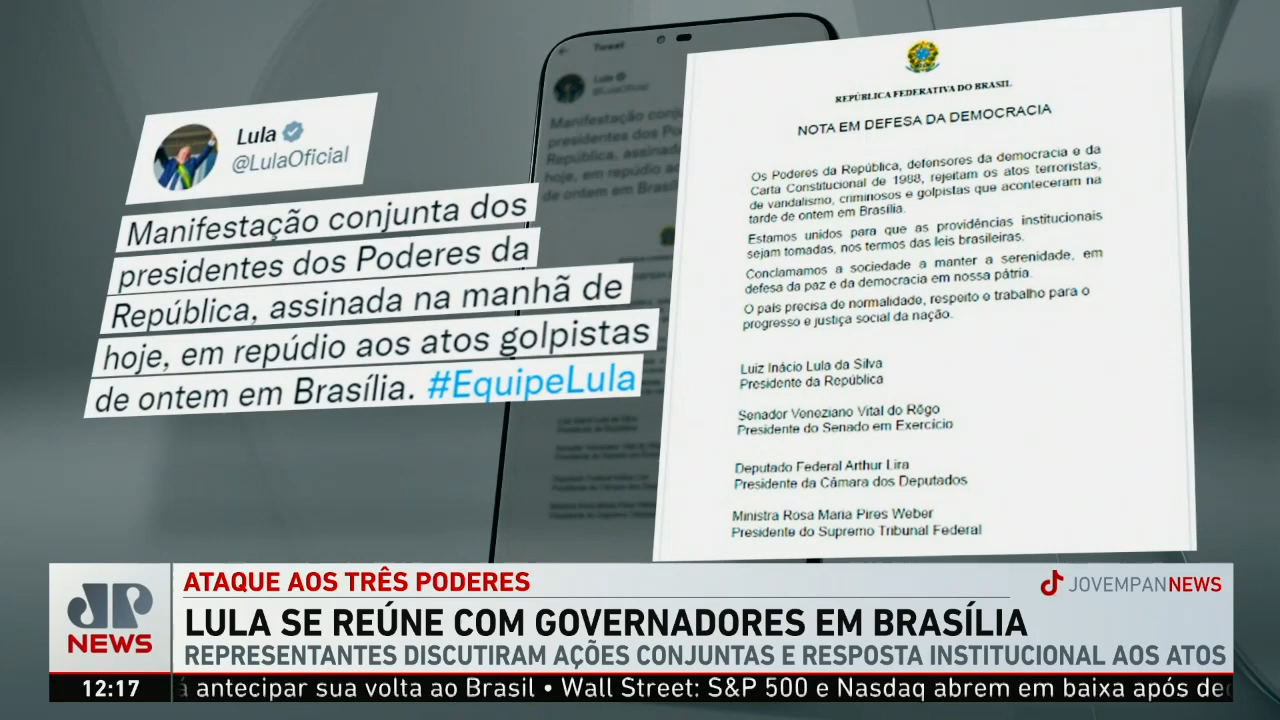 Lula
@LulaOficial
Manifestação conjunta dos
presidentes dos Poderes da
República, assinada na manhã de
hoje, em repúdio aos atos golpistas
de ontem em Brasília. #EquipeLula
REPÚBLICA FEDERATIVA DO BRASIL
NOTA EM DEFESA DA DEMOCRACIA
Os Poderes da República, defensores da democracia e da
Carta Constitucional de 1988, rejeitam os atos terroristas,
de vandalismo, criminosos e golpistas que aconteceram na
tarde de ontem em Brasília.
Estamos unidos para que as providências institucionais
sejam tomadas, nos termos das leis brasileiras.
Conclamamos a sociedade a manter a serenidade, em
defesa da paz e da democracia em nossa pátria.
O país precisa de normalidade, respeito e trabalho para o
progresso e justiça social da nação.
Luiz Inácio Lula da Silva
Presidente da República
Senador Veneziano Vital do Rêgo
Presidente do Senado em Exercício
Deputado Federal Arthur Lira
Presidente da Câmara dos Deputados
Ministra Rosa Maria Pires Weber
Presidente do Supremo Tribunal Federal
ATAQUE AOS TRÊS PODERES
JOVEMPANNEWS
JP
NEWS
LULA SE REÚNE COM GOVERNADORES EM BRASÍLIA
REPRESENTANTES DISCUTIRAM AÇÕES CONJUNTAS E RESPOSTA INSTITUCIONAL AOS ATOS
12:17
á antecipar sua volta ao Brasil • Wall Street: S&P 500 e Nasdaq abrem em baixa após